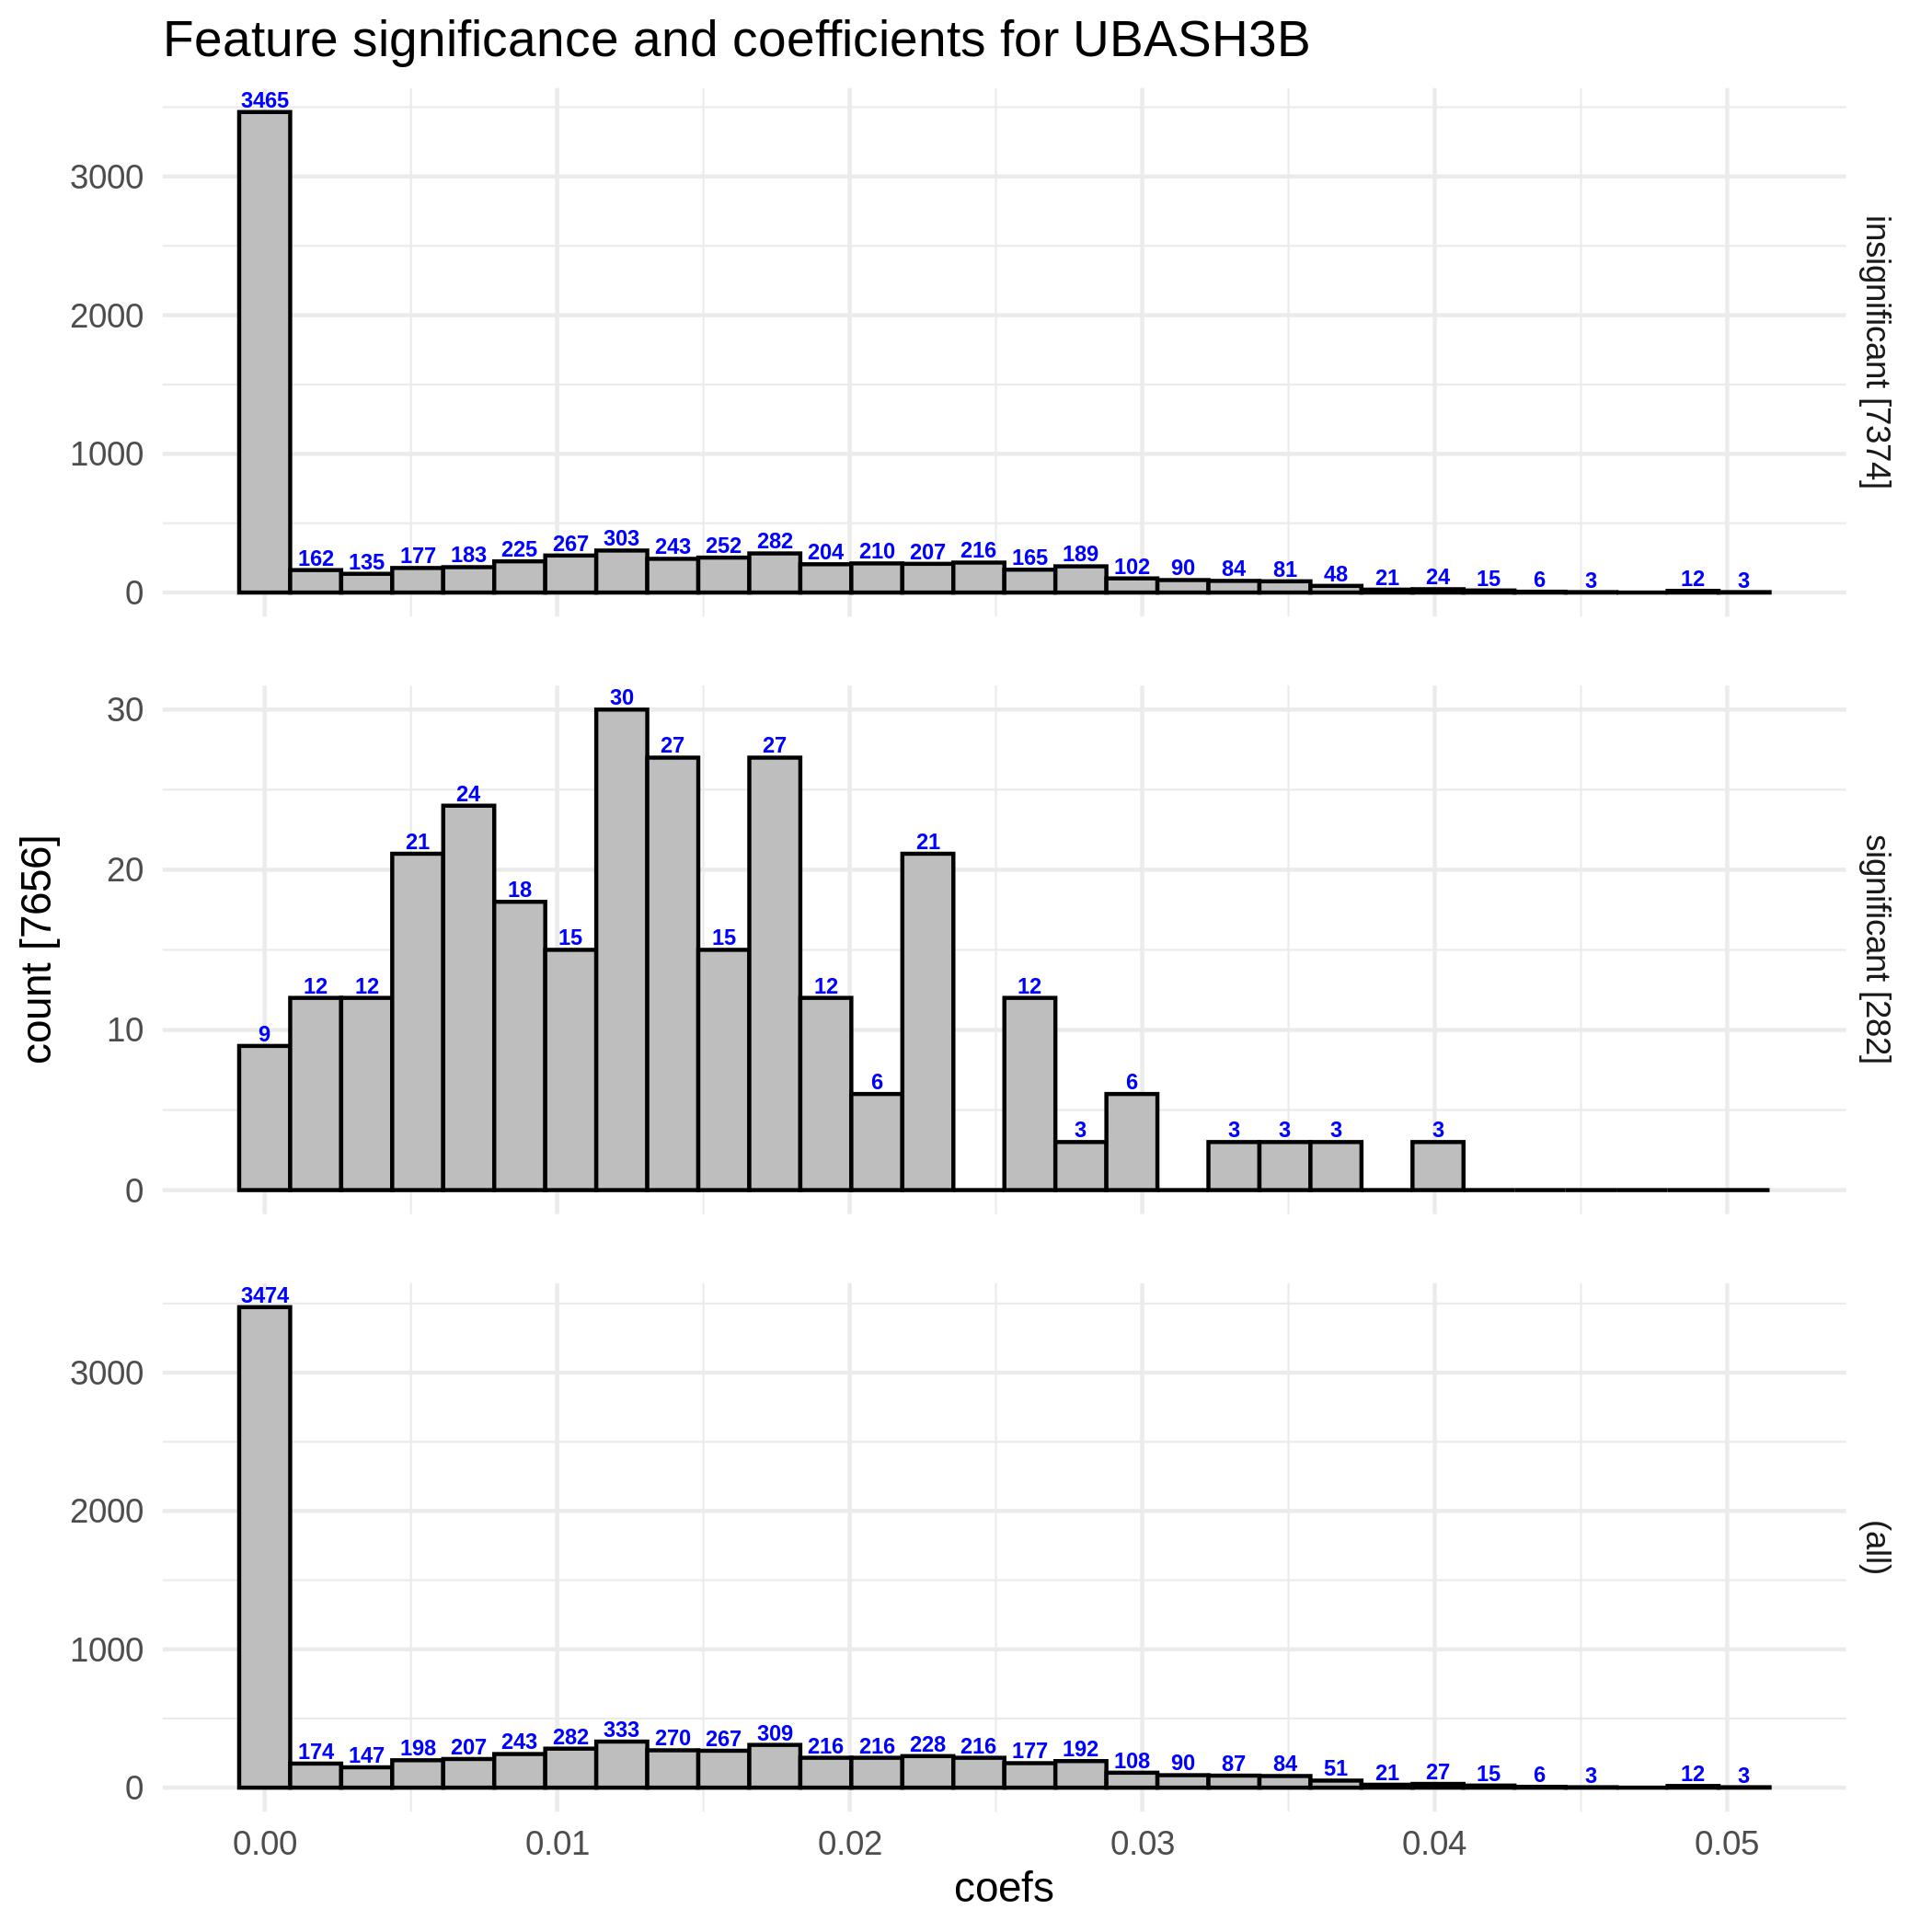 Feature significance and coefficients for UBASH3B
count [7656]
3000
2000
1000
0
3465
162 135 177 183 225 267 303 243 252 282 204 210 207 216 165 189 102 90 84 81 48 21 24 15 6 3 12 3
insignificant [7374]
30
20
10
0
9 12 12 21 24 18 15 30 27 15 27 12 6 21 12 3 6 3 3 3 3
significant [282]
3000
2000
1000
0
3474
174 147 198 207 243 282 333 270 267 309 216 216 228 216 177 192 108 90 87 84 51 21 27 15 6 3 12 3
(all)
0.00 0.01 0.02 0.03 0.04 0.05
coefs